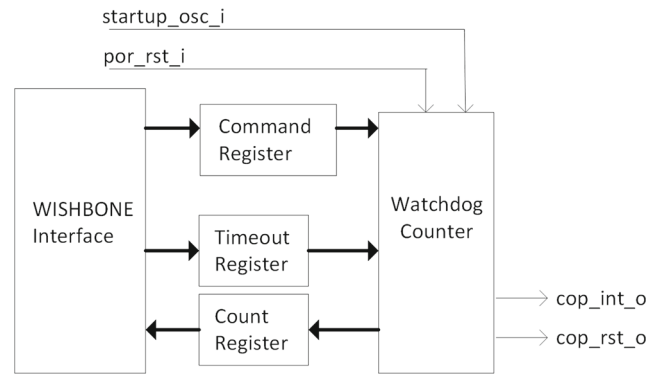 startup_osc_i
por_rst_i
Command
Register
WISHBONE
Interface
Watchdog
Counter
Timeout
Register
Count
Register
cop_int_o
cop_rst_o